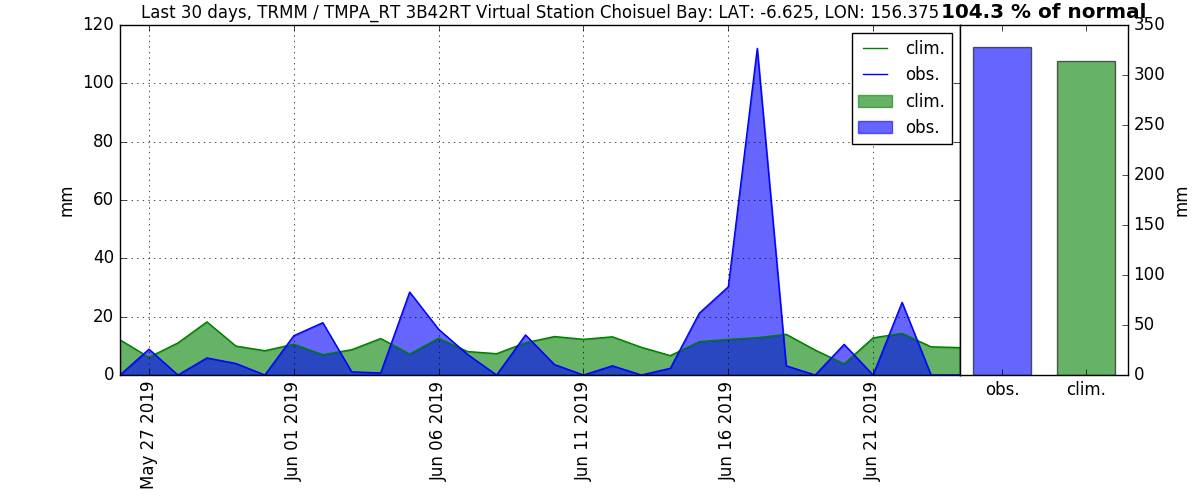 Last 30 days, TRMM / TMPA_RT 3B42RT Virtual Station Choisuel Bay: LAT: -6.625, LON: 156.375
104.3 % of normal
120
100
80
60
40
20
0
mm
clim.
obs.
clim.
obs.
May 27 2019
Jun 01 2019
Jun 06 2019
Jun 11 2019
Jun 16 2019
Jun 21 2019
350
300
250
200
150
100
50
0
mm
obs.
clim.